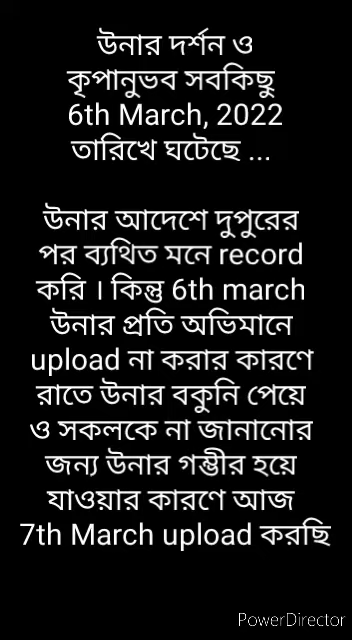 উনার দর্শন ও
কৃপানুভব সবকিছু
6th March, 2022
তারিখে ঘটেছে ...
উনার আদেশে দুপুরের
পর ব্যথিত মনে record
করি । কিন্তু 6th march
উনার প্রতি অভিমানে
upload না করার কারণে
রাতে উনার বকুনি পেয়ে
ও সকলকে না জানানোর
জন্য উনার গম্ভীর হয়ে
যাওয়ার কারণে আজ
7th March upload করছি
PowerDirector